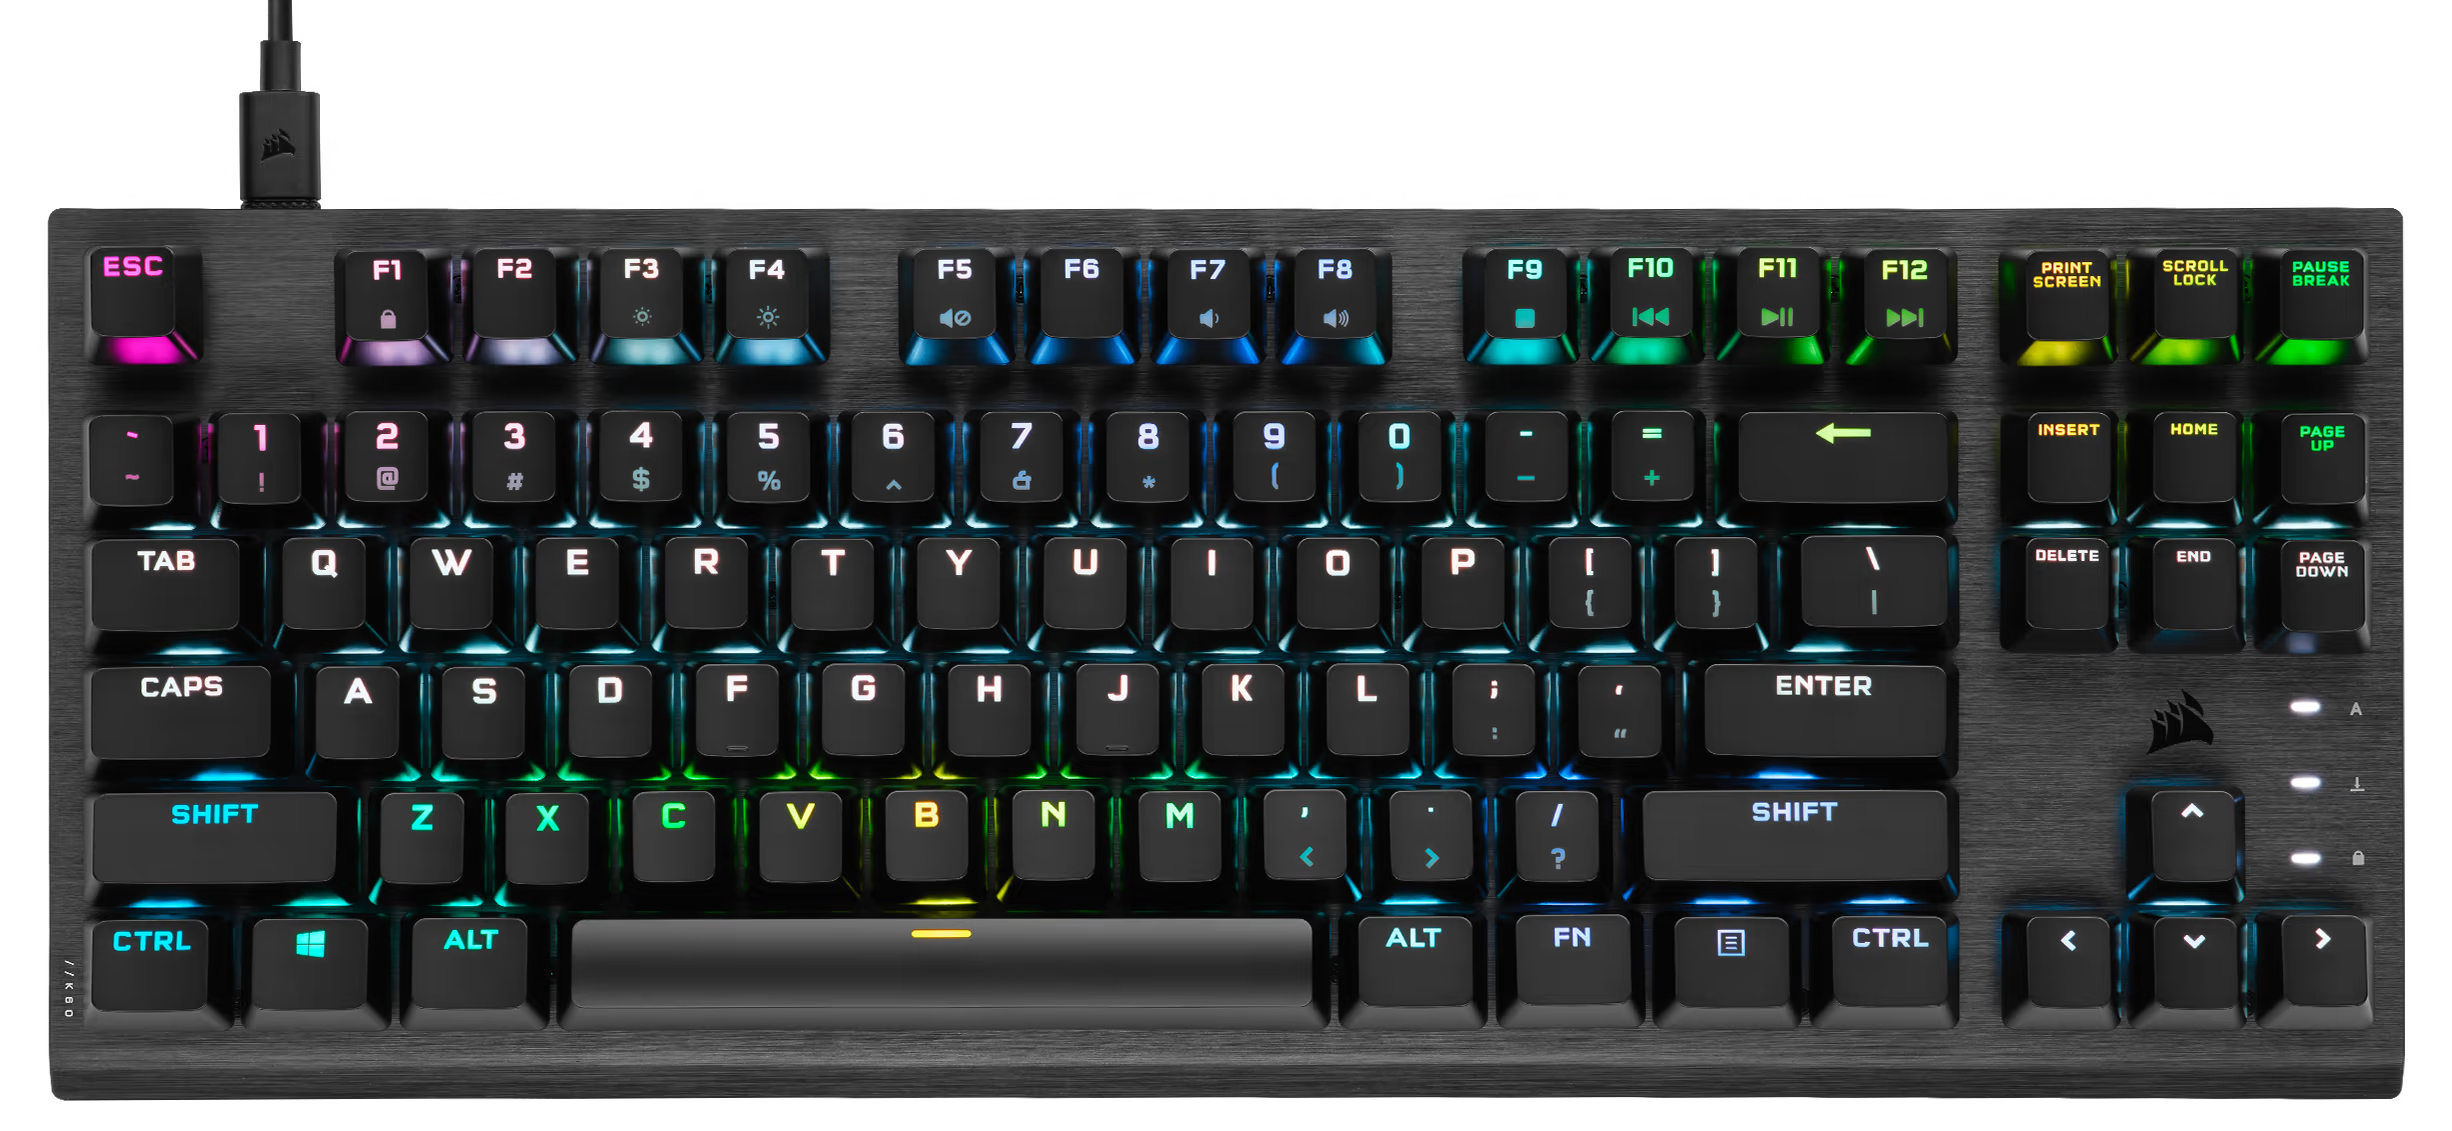 ESC F1 F2 F3 F4 F5 F6 F7 F8 F9 F10 F11 F12 PRINT SCROLL PAUSE
SCREEN LOCK BREAK
` 1 2 3 4 5 6 7 8 9 0 - = INSERT HOME PAGE
UP
~ ! @ # $ % ^ & * ( ) _ +
TAB Q W E R T Y U I O P [ ] \ DELETE END PAGE
DOWN
{ } |
CAPS A S D F G H J K L ; ' ENTER
: "
A
SHIFT Z X C V B N M , . / SHIFT
< > ?
CTRL ALT ALT FN CTRL
//K60